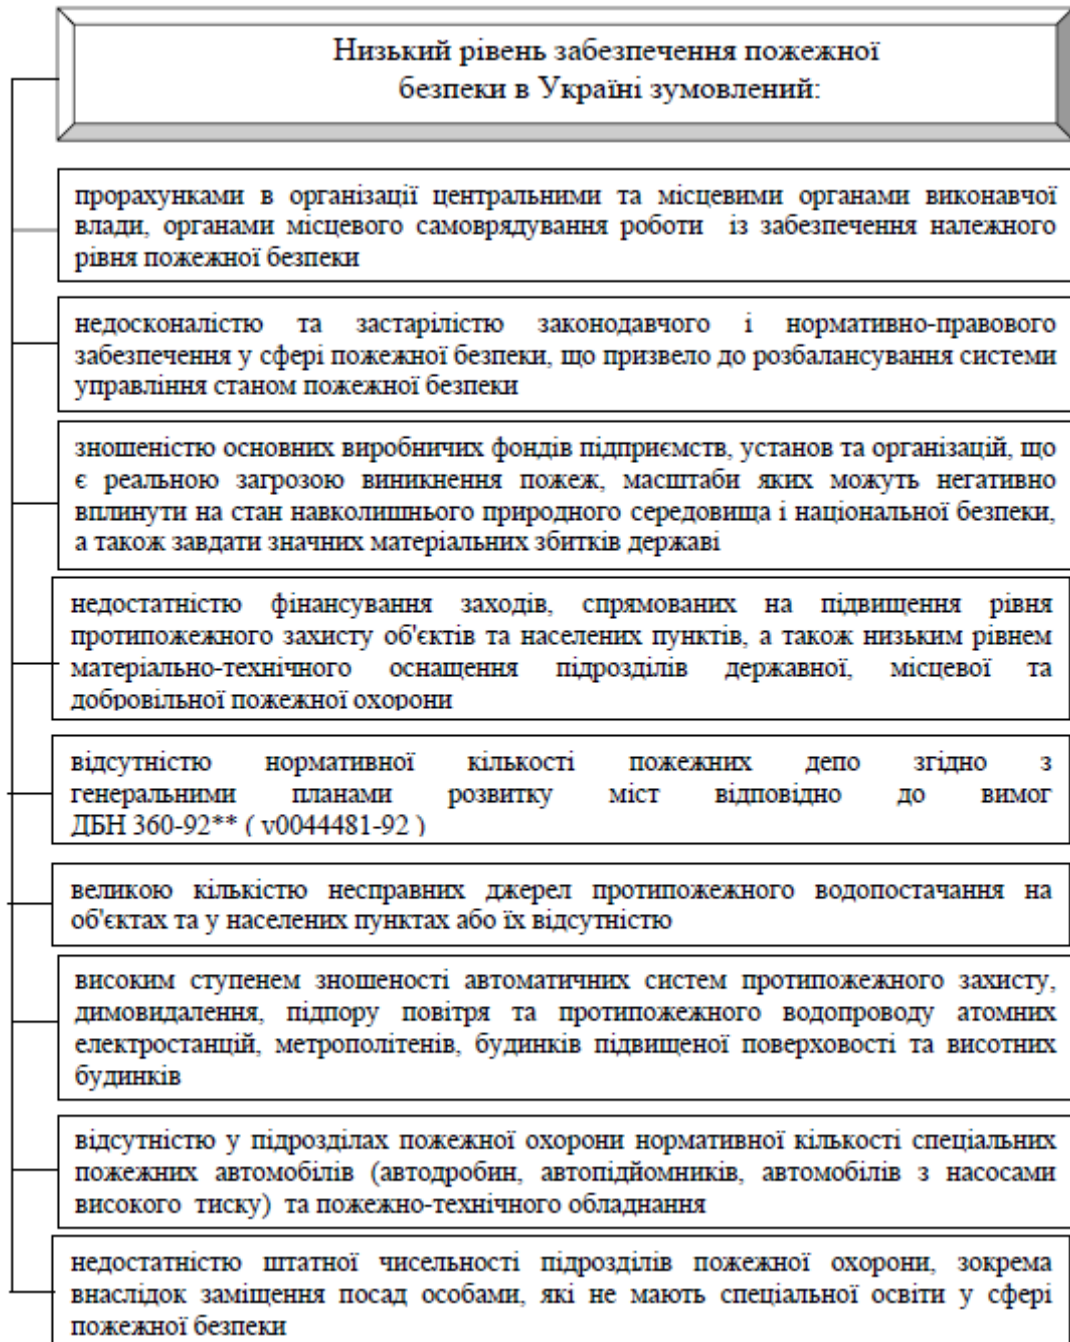 Низький рівень забезпечення пожежної
безпеки в Україні зумовлений:
прорахунками в організації центральними та місцевими органами виконавчої
влади, органами місцевого самоврядування роботи із забезпечення належного
рівня пожежної безпеки
недосконалістю та застарілістю законодавчого і нормативно-правового
забезпечення у сфері пожежної безпеки, що призвело до розбалансування системи
управління станом пожежної безпеки
зношеністю основних виробничих фондів підприємств, установ та організацій, що
є реальною загрозою виникнення пожеж, масштаби яких можуть негативно
вплинути на стан навколишнього природного середовища і національної безпеки,
а також завдати значних матеріальних збитків державі
недостатністю фінансування заходів, спрямованих на підвищення рівня
протипожежного захисту об'єктів та населених пунктів, а також низьким рівнем
матеріально-технічного оснащення підрозділів державної, місцевої та
добровільної пожежної охорони
відсутністю нормативної кількості пожежних депо згідно з
генеральними планами розвитку міст відповідно до вимог
ДБН 360-92** ( v0044481-92 )
великою кількістю несправних джерел протипожежного водопостачання на
об'єктах та у населених пунктах або їх відсутністю
високим ступенем зношеності автоматичних систем протипожежного захисту,
димовидалення, підпору повітря та протипожежного водопроводу атомних
електростанцій, метрополітенів, будинків підвищеної поверховості та висотних
будинків
відсутністю у підрозділах пожежної охорони нормативної кількості спеціальних
пожежних автомобілів (автодробин, автопідйомників, автомобілів з насосами
високого тиску) та пожежно-технічного обладнання
недостатністю штатної чисельності підрозділів пожежної охорони, зокрема
внаслідок заміщення посад особами, які не мають спеціальної освіти у сфері
пожежної безпеки